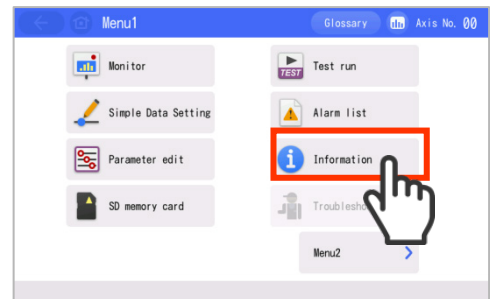 Menu1
Glossary
Axis No. 00
Monitor
TEST
Test run
Simple Data Setting
Alarm list
Parameter edit
Information
SD memory card
Menu2